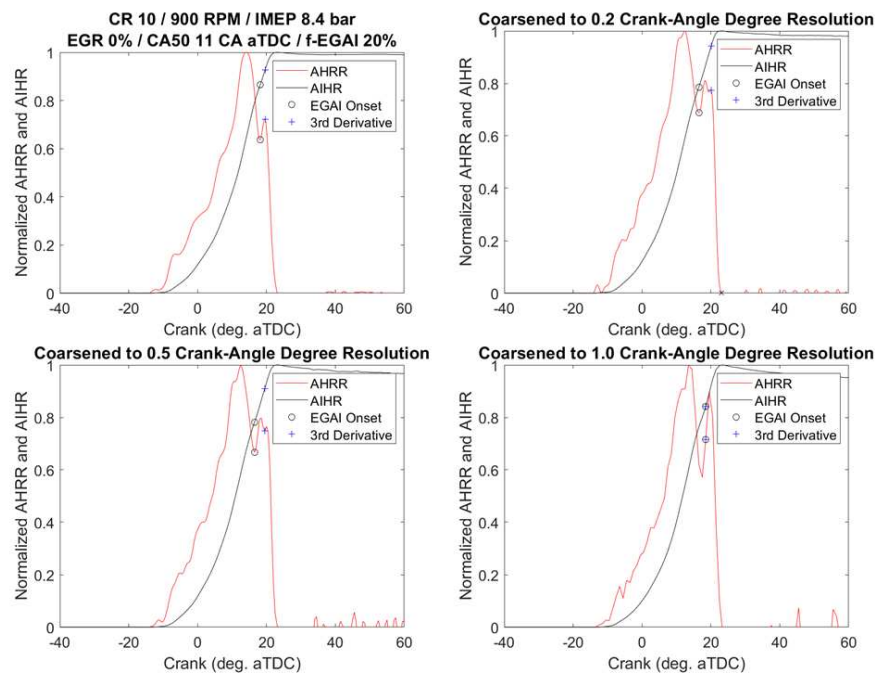 CR 10 / 900 RPM / IMEP 8.4 bar
EGR 0% / CA50 11 CA aTDC / f-EGAI 20%
Normalized AHRR and AIHR
1
0.8
0.6
0.4
0.2
0
-40
-20
0
20
40
60
Crank (deg. aTDC)
AHRR
AIHR
EGAI Onset
3rd Derivative
Coarsened to 0.2 Crank-Angle Degree Resolution
Normalized AHRR and AIHR
1
0.8
0.6
0.4
0.2
0
-40
-20
0
20
40
60
Crank (deg. aTDC)
AHRR
AIHR
EGAI Onset
3rd Derivative
Coarsened to 0.5 Crank-Angle Degree Resolution
Normalized AHRR and AIHR
1
0.8
0.6
0.4
0.2
0
-40
-20
0
20
40
60
Crank (deg. aTDC)
AHRR
AIHR
EGAI Onset
3rd Derivative
Coarsened to 1.0 Crank-Angle Degree Resolution
Normalized AHRR and AIHR
1
0.8
0.6
0.4
0.2
0
-40
-20
0
20
40
60
Crank (deg. aTDC)
AHRR
AIHR
EGAI Onset
3rd Derivative